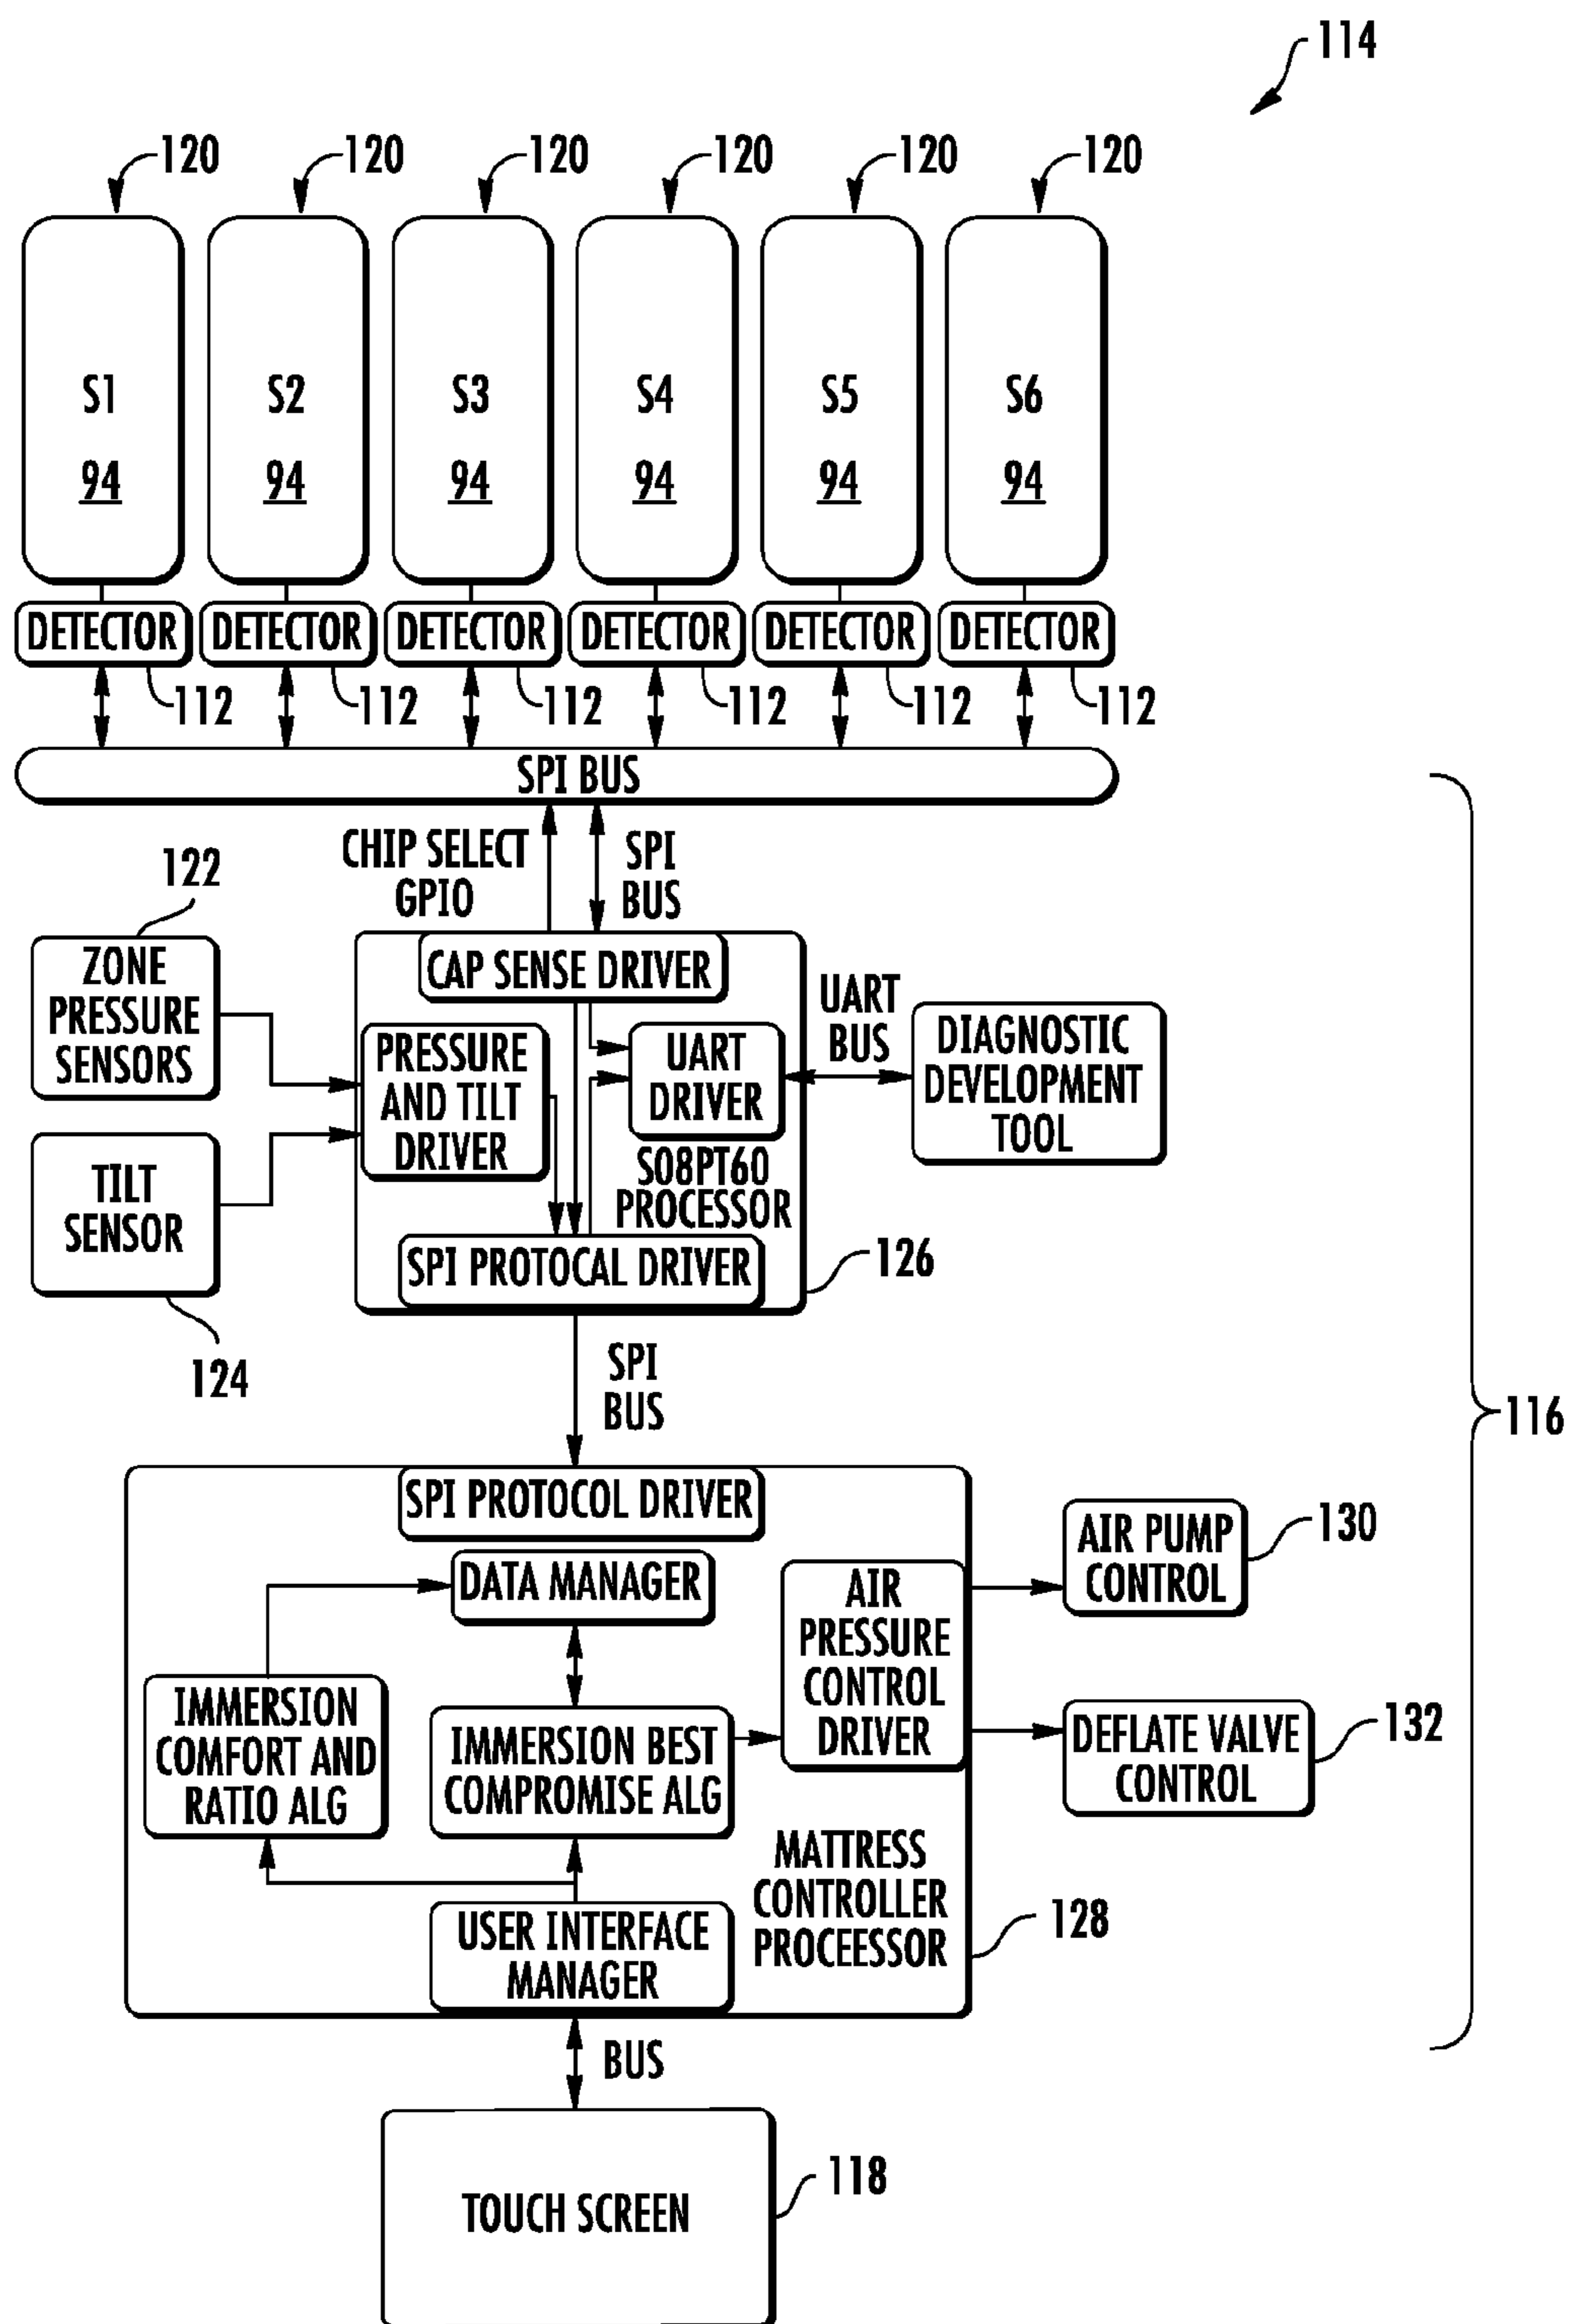 114
120 120 120 120 120 120
S1 S2 S3 S4 S5 S6
94 94 94 94 94 94
DETECTOR DETECTOR DETECTOR DETECTOR DETECTOR DETECTOR
112 112 112 112 112 112
SPI BUS
CHIP SELECT
GPIO
SPI
BUS
122
ZONE
PRESSURE
SENSORS
CAP SENSE DRIVER
PRESSURE
AND TILT
DRIVER
UART
DRIVER
UART
BUS
DIAGNOSTIC
DEVELOPMENT
TOOL
S08PT60
PROCESSOR
TILT
SENSOR
SPI PROTOCAL DRIVER
126
124
SPI
BUS
116
SPI PROTOCOL DRIVER
DATA MANAGER
AIR
PRESSURE
CONTROL
DRIVER
AIR PUMP
CONTROL
130
IMMERSION
COMFORT AND
RATIO ALG
IMMERSION BEST
COMPROMISE ALG
DEFLATE VALVE
CONTROL
132
MATTRESS
CONTROLLER
PROCEESSOR
128
USER INTERFACE
MANAGER
BUS
TOUCH SCREEN
118